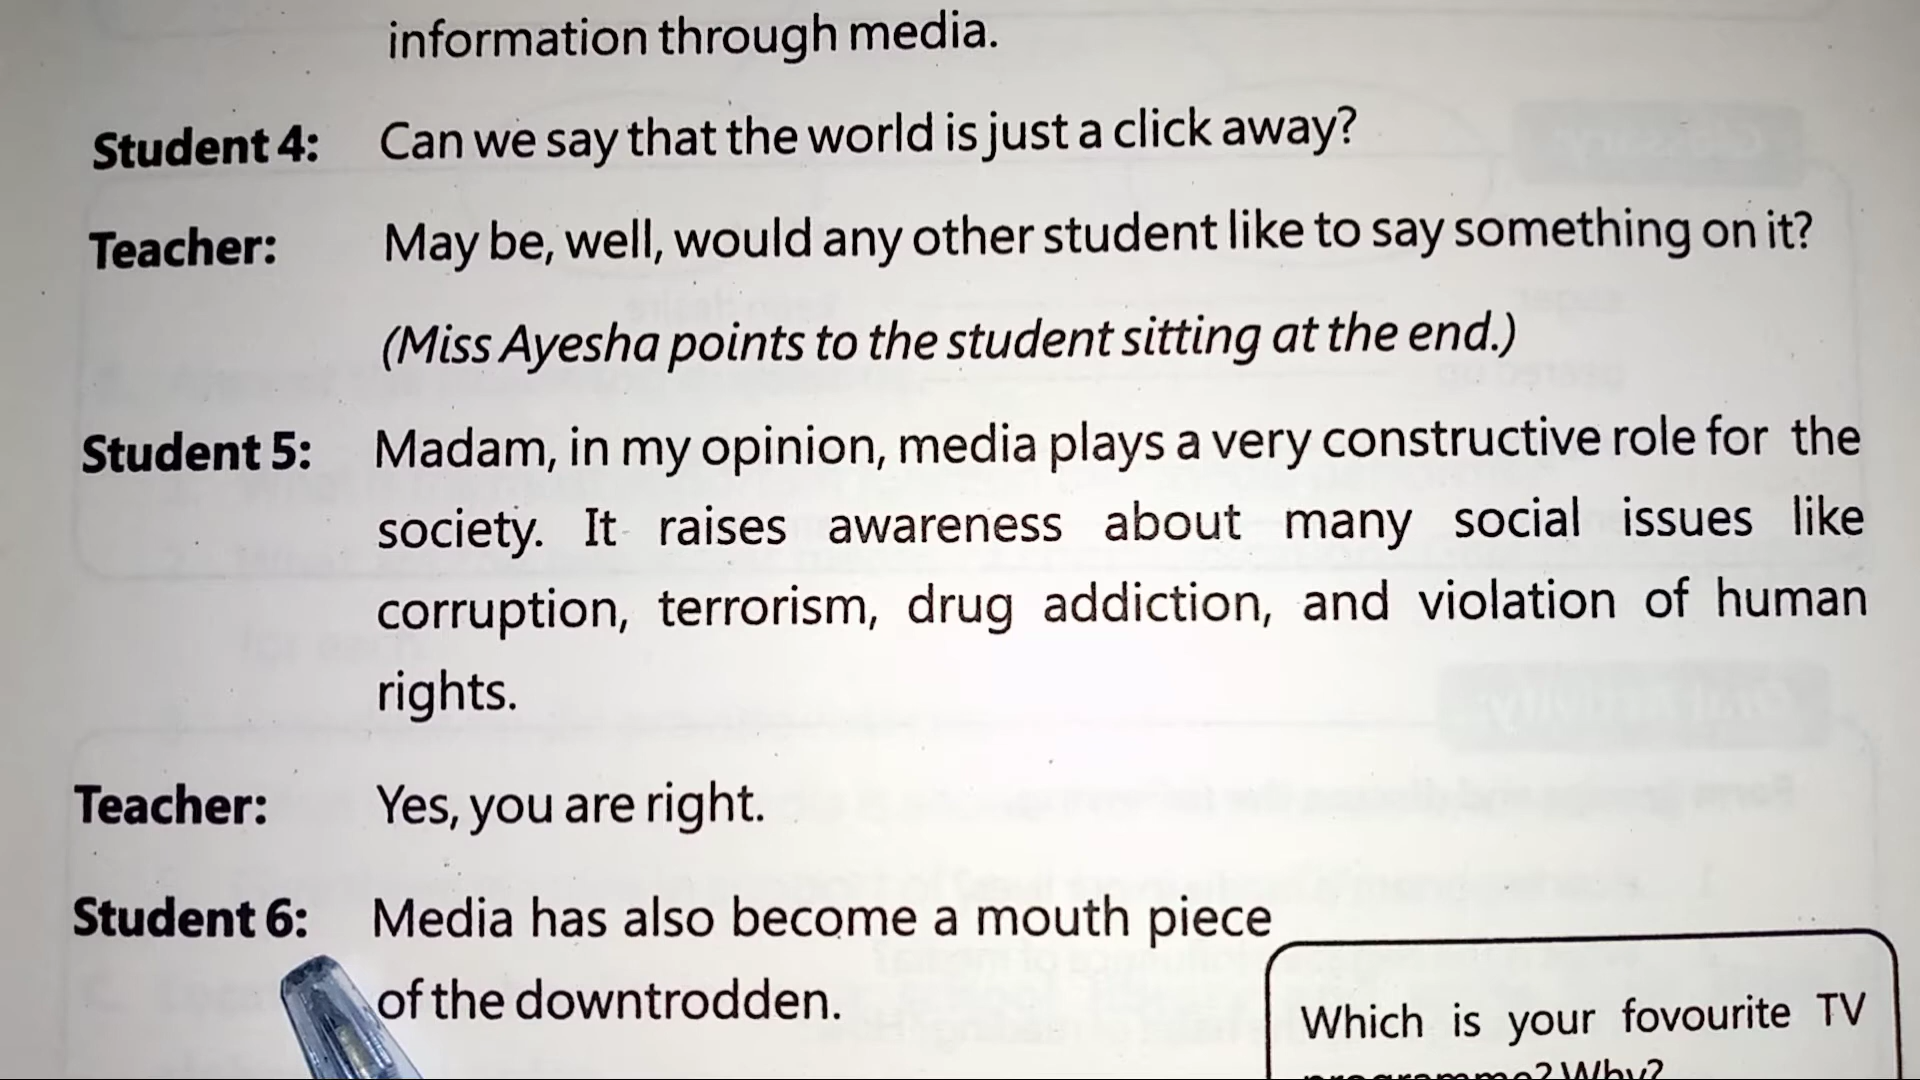 information through media.
Student 4: Can we say that the world is just a click away?
Teacher: May be, well, would any other student like to say something on it?
(Miss Ayesha points to the student sitting at the end.)
Student 5: Madam, in my opinion, media plays a very constructive role for the
society. It raises awareness about many social issues like
corruption, terrorism, drug addiction, and violation of human
rights.
Teacher: Yes, you are right.
Student 6: Media has also become a mouth piece
of the downtrodden.
Which is your fovourite TV
programme? Why?